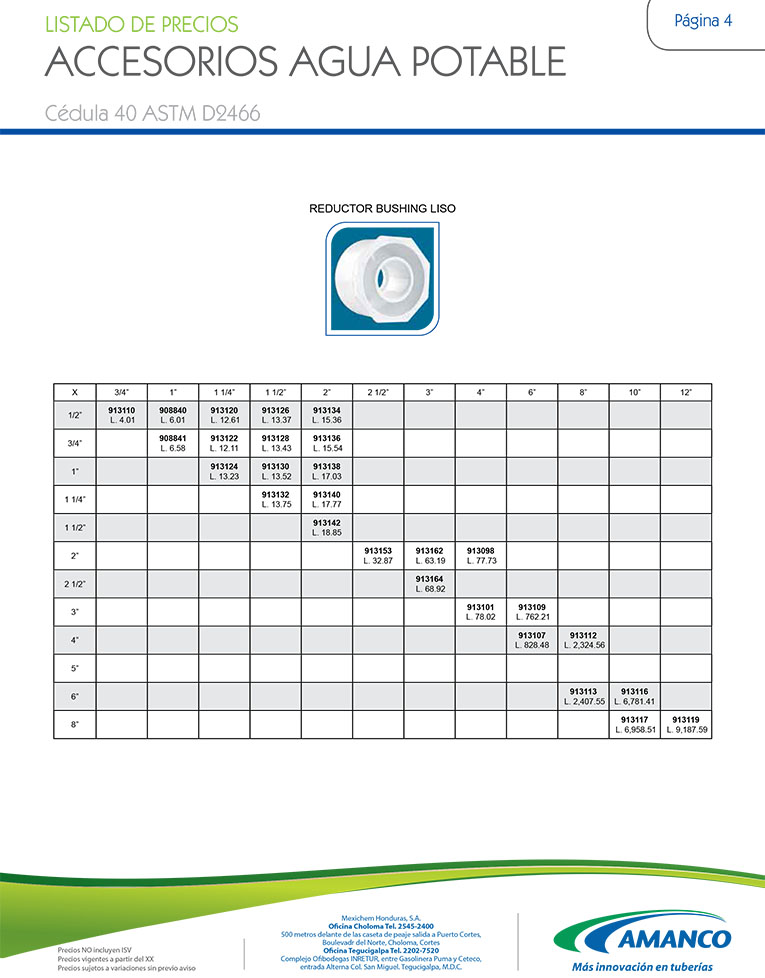 LISTADO DE PRECIOS
Página 4
ACCESORIOS AGUA POTABLE
Cédula 40 ASTM D2466
REDUCTOR BUSHING LISO
X 3/4" 1" 1 1/4" 1 1/2" 2" 2 1/2" 3" 4" 6" 8" 10" 12"
1/2" 913110 908840 913120 913126 913134
L. 4.01 L. 6.01 L. 12.61 L. 13.37 L. 15.36
3/4" 908841 913122 913128 913136
L. 6.58 L. 12.11 L. 13.43 L. 15.54
1" 913124 913130 913138
L. 13.23 L. 13.52 L. 17.03
1 1/4" 913132 913140
L. 13.75 L. 17.77
1 1/2" 913142
L. 18.85
2" 913153 913162 913098
L. 32.87 L. 63.19 L. 77.73
2 1/2" 913164
L. 68.92
3" 913101 913109
L. 78.02 L. 762.21
4" 913107 913112
L. 828.48 L. 2,324.56
5"
6" 913113 913116
L. 2,407.55 L. 6,781.41
8" 913117 913119
L. 6,958.51 L. 9,187.59
Precios NO incluyen ISV
Precios vigentes a partir del XX
Precios sujetos a variaciones sin previo aviso
Mexichem Honduras, S.A.
Oficina Choloma Tel. 2545-2400
500 metros delante de las caseta de peaje salida a Puerto Cortes,
Boulevadr del Norte, Choloma, Cortes
Oficina Tegucigalpa Tel. 2202-7520
Complejo Ofibodegas INRETUR, entre Gasolinera Puma y Ceteco,
entrada Alterna Col. San Miguel. Tegucigalpa, M.D.C.
AMANCO
Más innovación en tuberías